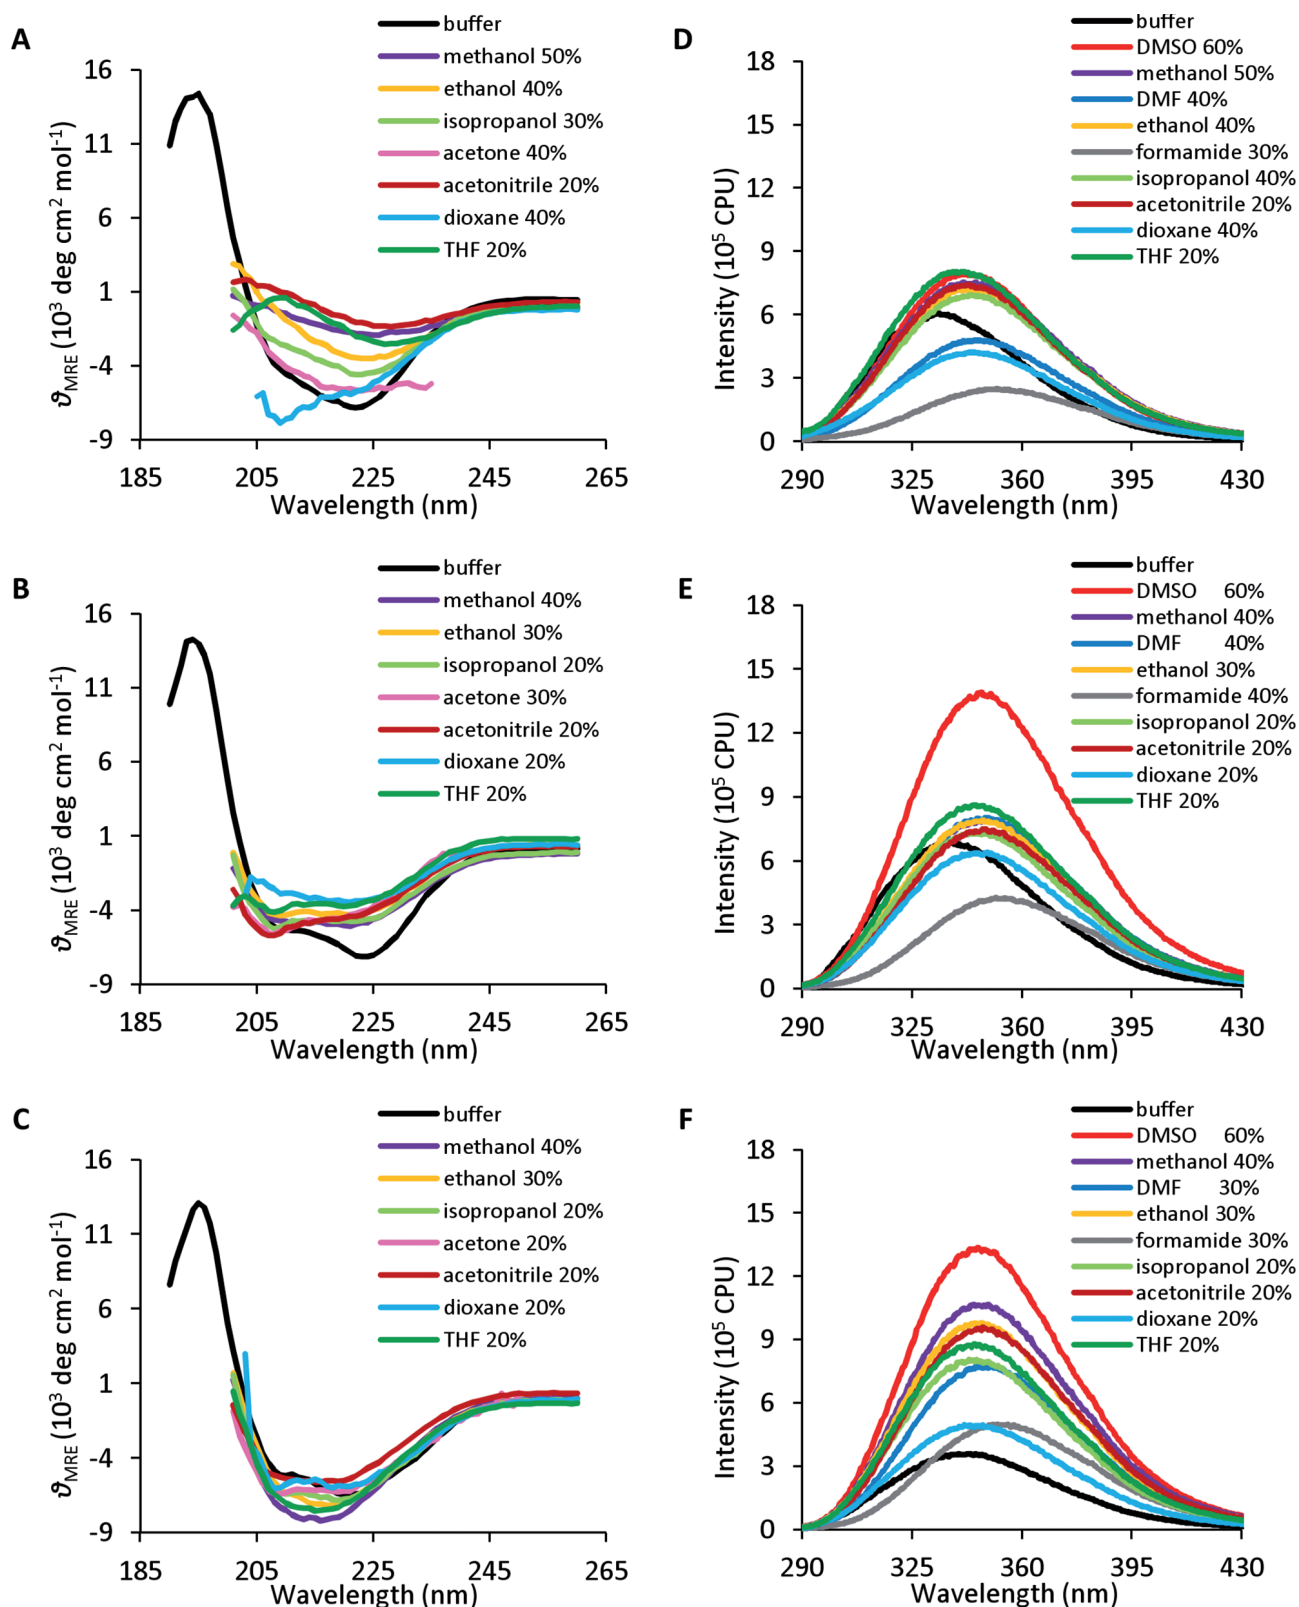 A
buffer
methanol 50%
ethanol 40%
isopropanol 30%
acetone 40%
acetonitrile 20%
dioxane 40%
THF 20%
16
11
6
1
-4
-9
ϑMRE (10³ deg cm² mol⁻¹)
185 205 225 245 265
Wavelength (nm)
D
buffer
DMSO 60%
methanol 50%
DMF 40%
ethanol 40%
formamide 30%
isopropanol 40%
acetonitrile 20%
dioxane 40%
THF 20%
18
15
12
9
6
3
0
Intensity (10⁵ CPU)
290 325 360 395 430
Wavelength (nm)
B
buffer
methanol 40%
ethanol 30%
isopropanol 20%
acetone 30%
acetonitrile 20%
dioxane 20%
THF 20%
16
11
6
1
-4
-9
ϑMRE (10³ deg cm² mol⁻¹)
185 205 225 245 265
Wavelength (nm)
E
buffer
DMSO 60%
methanol 40%
DMF 40%
ethanol 30%
formamide 40%
isopropanol 20%
acetonitrile 20%
dioxane 20%
THF 20%
18
15
12
9
6
3
0
Intensity (10⁵ CPU)
290 325 360 395 430
Wavelength (nm)
C
buffer
methanol 40%
ethanol 30%
isopropanol 20%
acetone 20%
acetonitrile 20%
dioxane 20%
THF 20%
16
11
6
1
-4
-9
ϑMRE (10³ deg cm² mol⁻¹)
185 205 225 245 265
Wavelength (nm)
F
buffer
DMSO 60%
methanol 40%
DMF 30%
ethanol 30%
formamide 30%
isopropanol 20%
acetonitrile 20%
dioxane 20%
THF 20%
18
15
12
9
6
3
0
Intensity (10⁵ CPU)
290 325 360 395 430
Wavelength (nm)